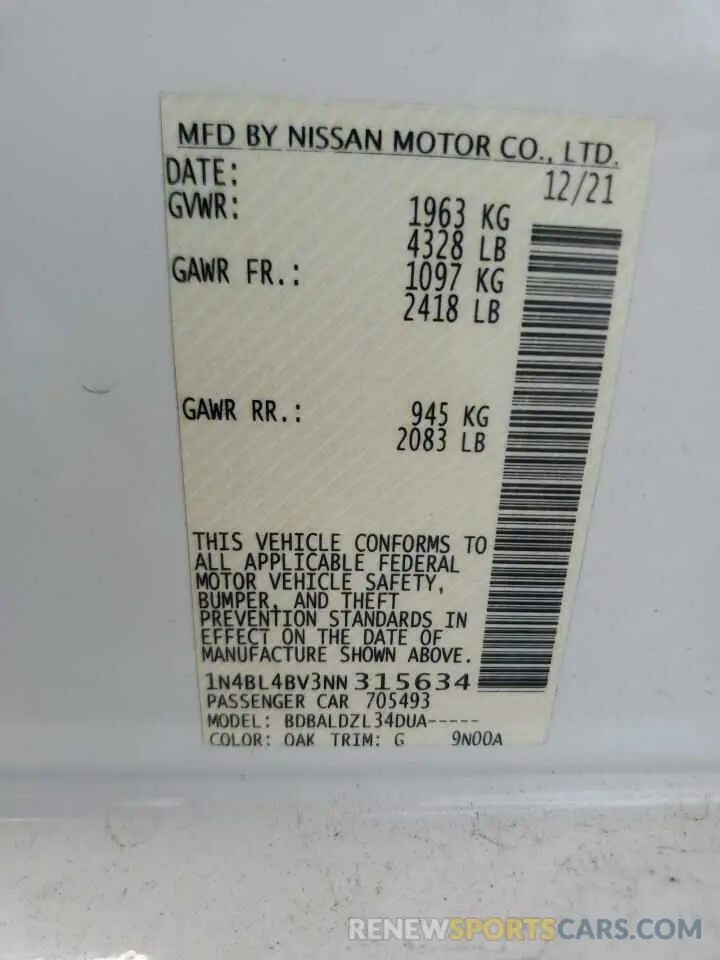 MFD BY NISSAN MOTOR CO., LTD.
DATE: 12/21
GVWR: 1963 KG
4328 LB
GAWR FR.: 1097 KG
2418 LB
GAWR RR.: 945 KG
2083 LB
THIS VEHICLE CONFORMS TO
ALL APPLICABLE FEDERAL
MOTOR VEHICLE SAFETY,
BUMPER, AND THEFT
PREVENTION STANDARDS IN
EFFECT ON THE DATE OF
MANUFACTURE SHOWN ABOVE.
1N4BL4BV3NN315634
PASSENGER CAR 705493
MODEL: BDBALDZL34DUA-----
COLOR: OAK TRIM: G 9N00A
RENEWSPORTSCARS.COM